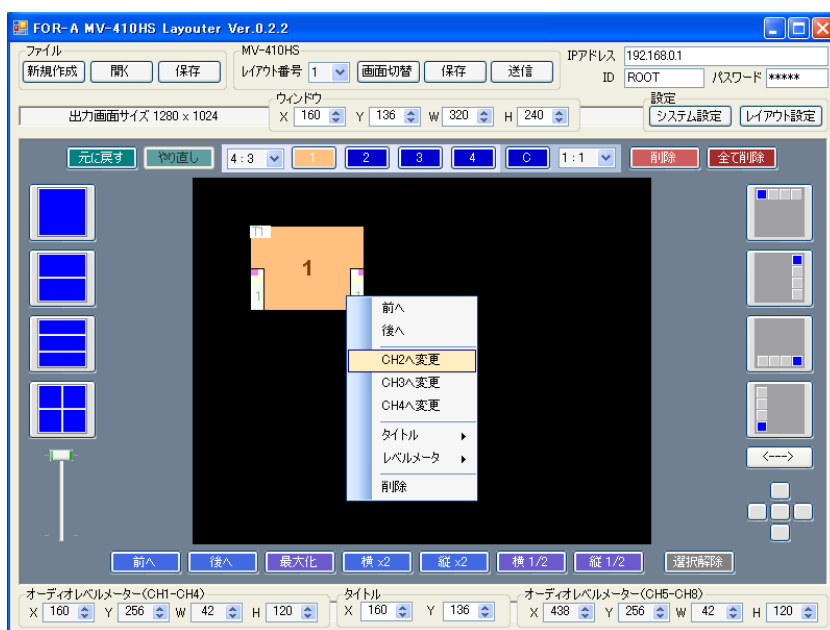 FOR-A MV-410HS Layouter Ver.0.2.2
ファイル
新規作成 開く 保存
MV-410HS
レイアウト番号 1 画面切替 保存 送信
IPアドレス 192.168.0.1
ID ROOT パスワード *****
出力画面サイズ 1280 x 1024
ウィンドウ
X 160 Y 136 W 320 H 240
設定
システム設定 レイアウト設定
元に戻す やり直し 4:3 1 2 3 4 C 1:1 削除 全て削除
T1
1
1
1
前へ
後へ
CH2へ変更
CH3へ変更
CH4へ変更
タイトル
レベルメータ
削除
<--->
前へ 後へ 最大化 横 x2 縦 x2 横 1/2 縦 1/2 選択解除
オーディオレベルメーター(CH1-CH4)
X 160 Y 256 W 42 H 120
タイトル
X 160 Y 136
オーディオレベルメーター(CH5-CH8)
X 438 Y 256 W 42 H 120